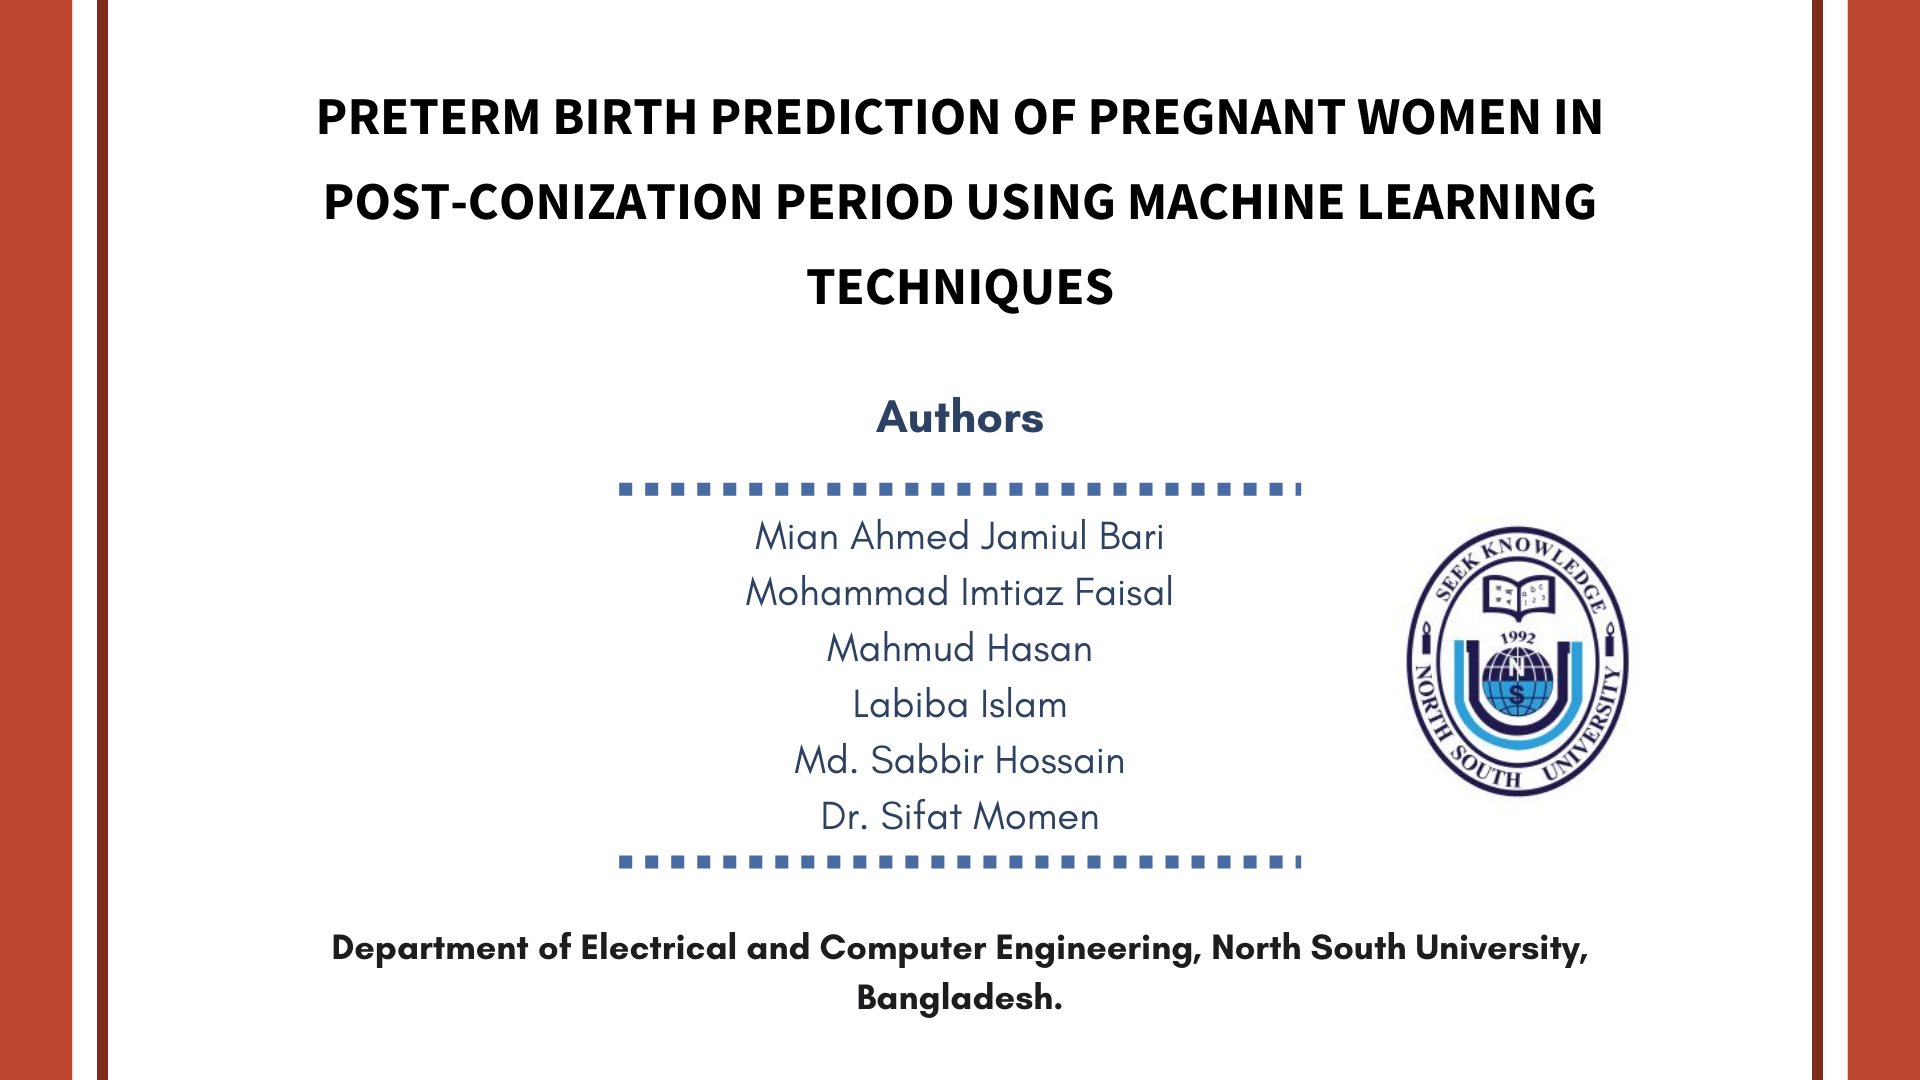 PRETERM BIRTH PREDICTION OF PREGNANT WOMEN IN
POST-CONIZATION PERIOD USING MACHINE LEARNING
TECHNIQUES
Authors
Mian Ahmed Jamiul Bari
Mohammad Imtiaz Faisal
Mahmud Hasan
Labiba Islam
Md. Sabbir Hossain
Dr. Sifat Momen
SEEK KNOWLEDGE
1992
N
S
NORTH SOUTH UNIVERSITY
Department of Electrical and Computer Engineering, North South University,
Bangladesh.